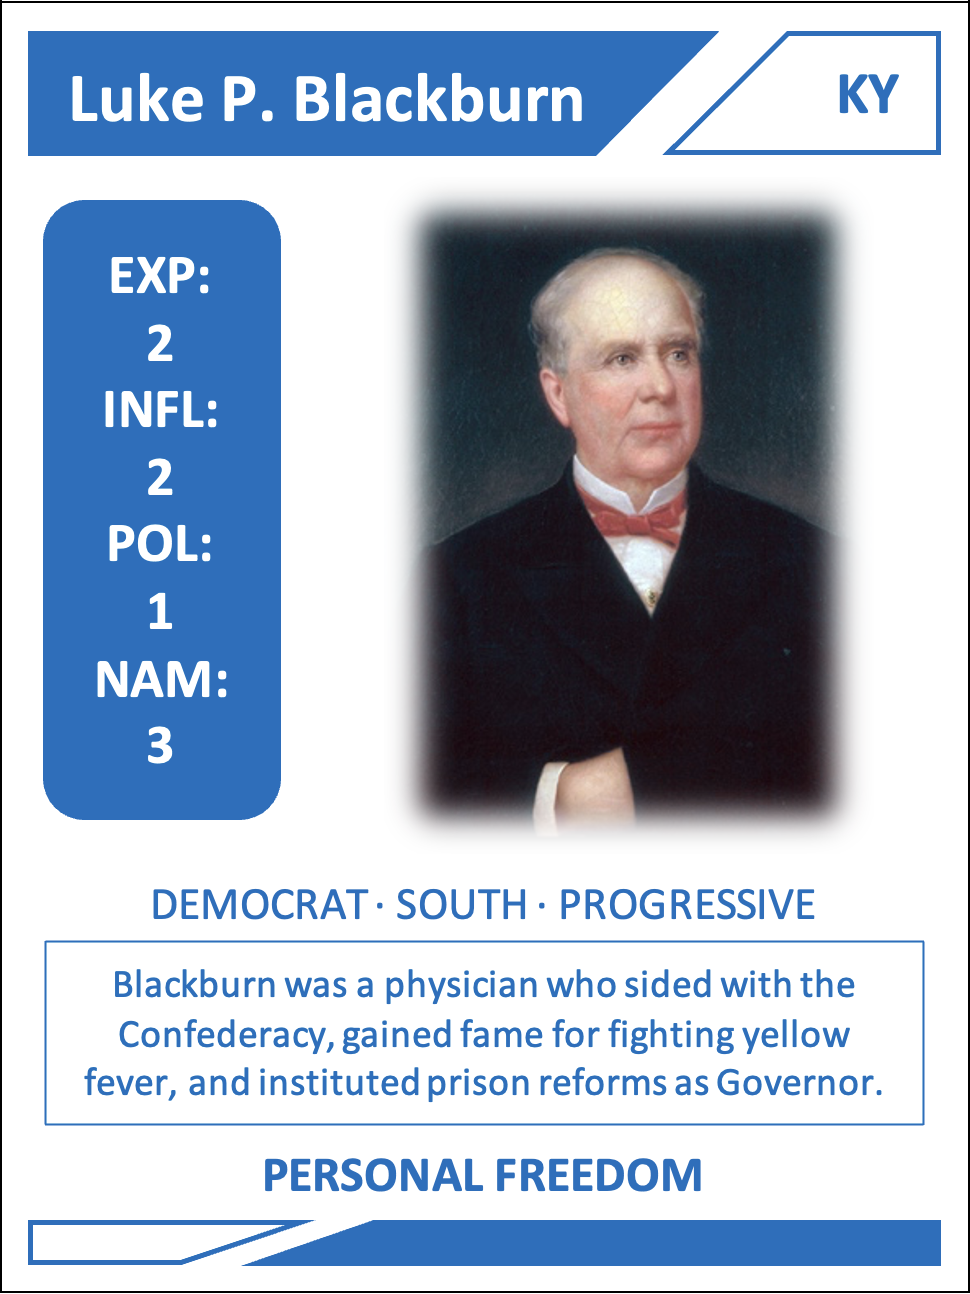 Luke P. Blackburn
KY
EXP:
2
INFL:
2
POL:
1
NAM:
3
DEMOCRAT · SOUTH · PROGRESSIVE
Blackburn was a physician who sided with the
Confederacy, gained fame for fighting yellow
fever, and instituted prison reforms as Governor.
PERSONAL FREEDOM